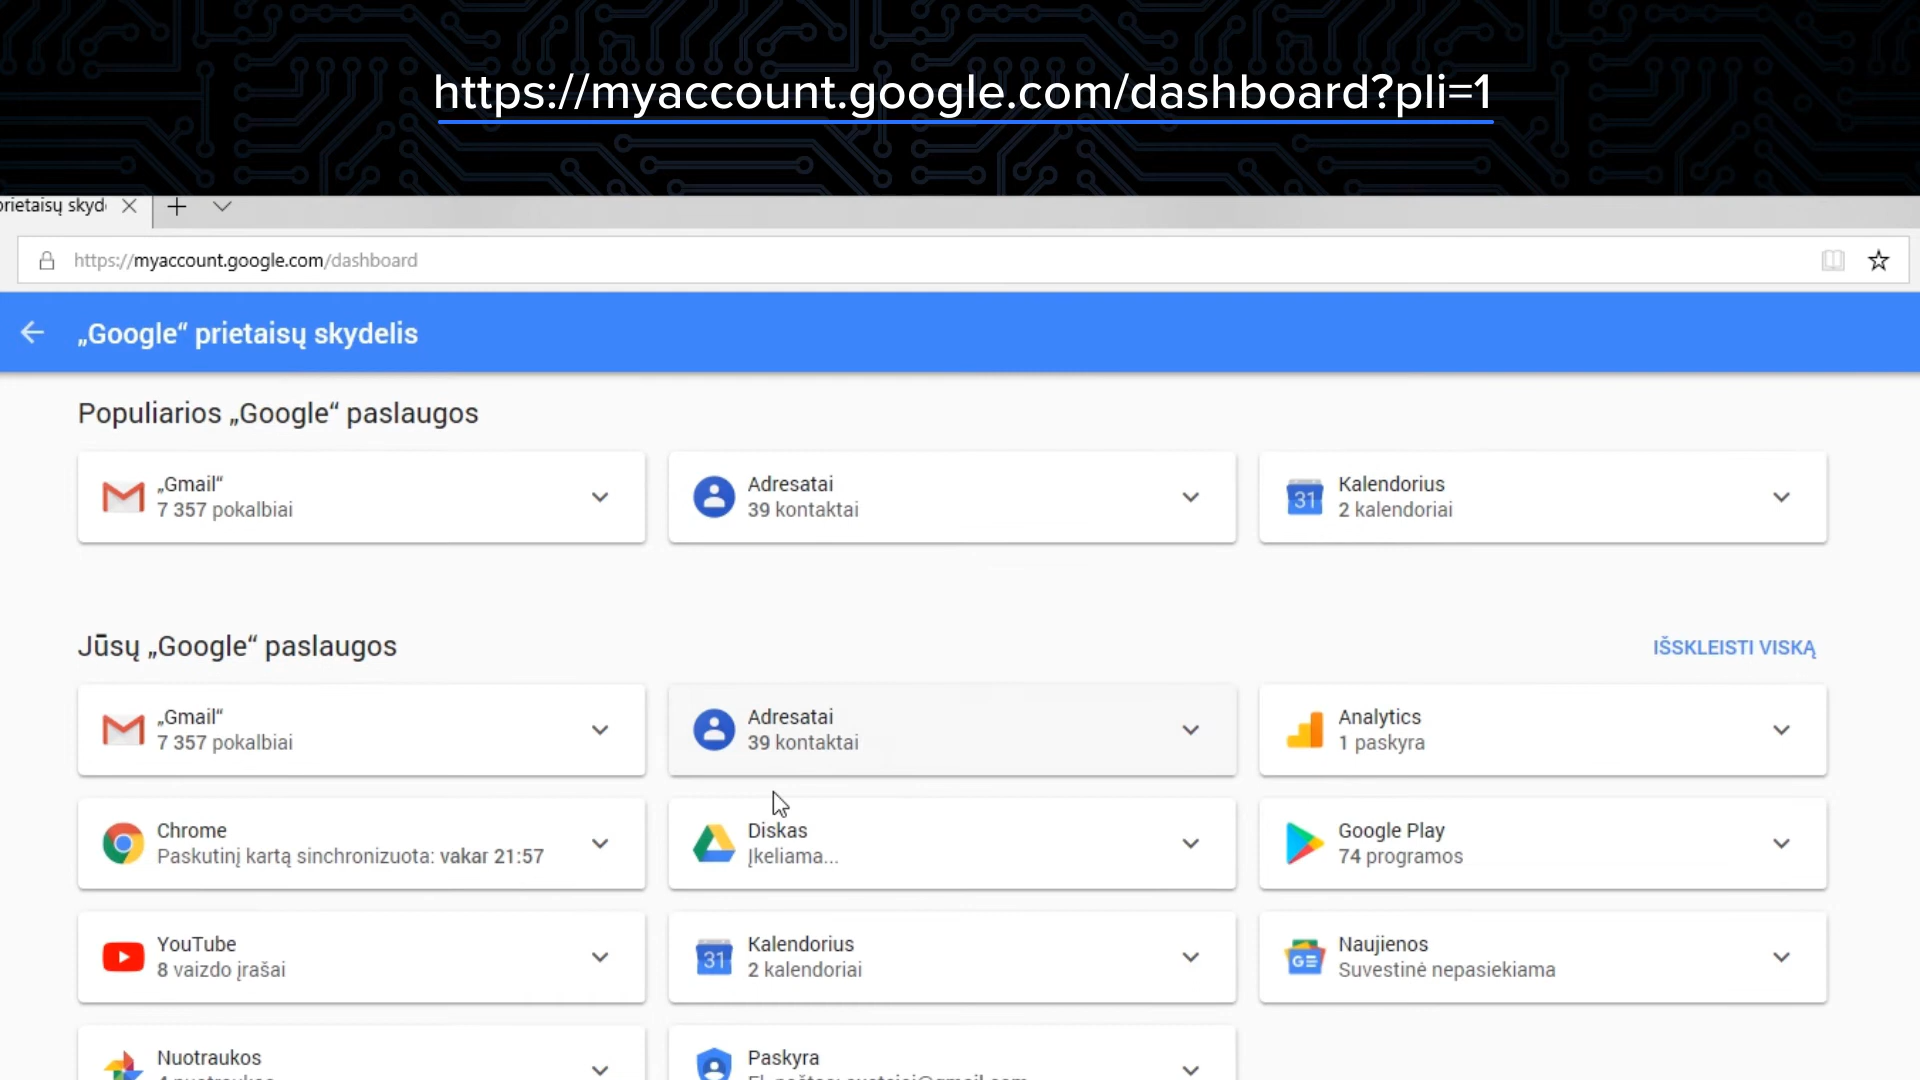 https://myaccount.google.com/dashboard?pli=1
https://myaccount.google.com/dashboard
„Google“ prietaisų skydelis
Populiarios „Google“ paslaugos
„Gmail“
7 357 pokalbiai
Adresatai
39 kontaktai
31
Kalendorius
2 kalendoriai
Jūsų „Google“ paslaugos
IŠSKLEISTI VISKĄ
„Gmail“
7 357 pokalbiai
Adresatai
39 kontaktai
Analytics
1 paskyra
Chrome
Paskutinį kartą sinchronizuota: vakar 21:57
Diskas
Įkeliama...
Google Play
74 programos
YouTube
8 vaizdo įrašai
31
Kalendorius
2 kalendoriai
GE
Naujienos
Suvestinė nepasiekiama
Nuotraukos
Paskyra